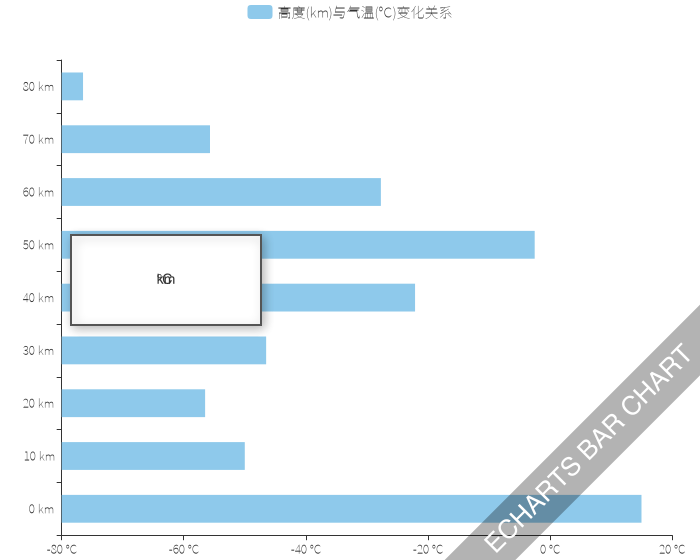 高度(km)与气温(°C)变化关系
80 km
70 km
60 km
50 km
40 km
30 km
20 km
10 km
0 km
-80 °C
-60 °C
-40 °C
-20 °C
0 °C
20 °C
ECHARTS BAR CHART